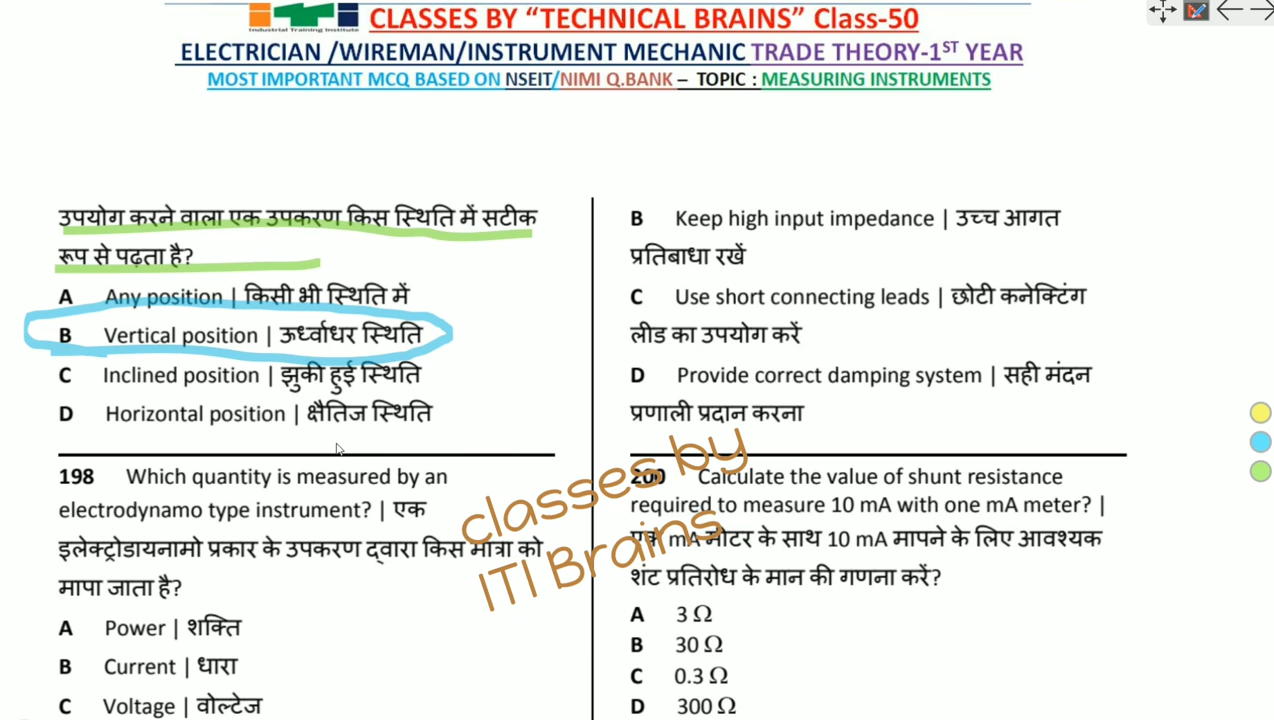 Industrial Training Institute
CLASSES BY “TECHNICAL BRAINS” Class-50
ELECTRICIAN /WIREMAN/INSTRUMENT MECHANIC TRADE THEORY-1ST YEAR
MOST IMPORTANT MCQ BASED ON NSEIT/NIMI Q.BANK – TOPIC : MEASURING INSTRUMENTS
उपयोग करने वाला एक उपकरण किस स्थिति में सटीक
रूप से पढ़ता है?
A Any position | किसी भी स्थिति में
B Vertical position | ऊर्ध्वाधर स्थिति
C Inclined position | झुकी हुई स्थिति
D Horizontal position | क्षैतिज स्थिति
198 Which quantity is measured by an
electrodynamo type instrument? | एक
इलेक्ट्रोडायनामो प्रकार के उपकरण द्वारा किस मात्रा को
मापा जाता है?
A Power | शक्ति
B Current | धारा
C Voltage | वोल्टेज
B Keep high input impedance | उच्च आगत
प्रतिबाधा रखें
C Use short connecting leads | छोटी कनेक्टिंग
लीड का उपयोग करें
D Provide correct damping system | सही मंदन
प्रणाली प्रदान करना
200 Calculate the value of shunt resistance
required to measure 10 mA with one mA meter? |
एक mA मीटर के साथ 10 mA मापने के लिए आवश्यक
शंट प्रतिरोध के मान की गणना करें?
A 3 Ω
B 30 Ω
C 0.3 Ω
D 300 Ω
classes by
ITI Brains